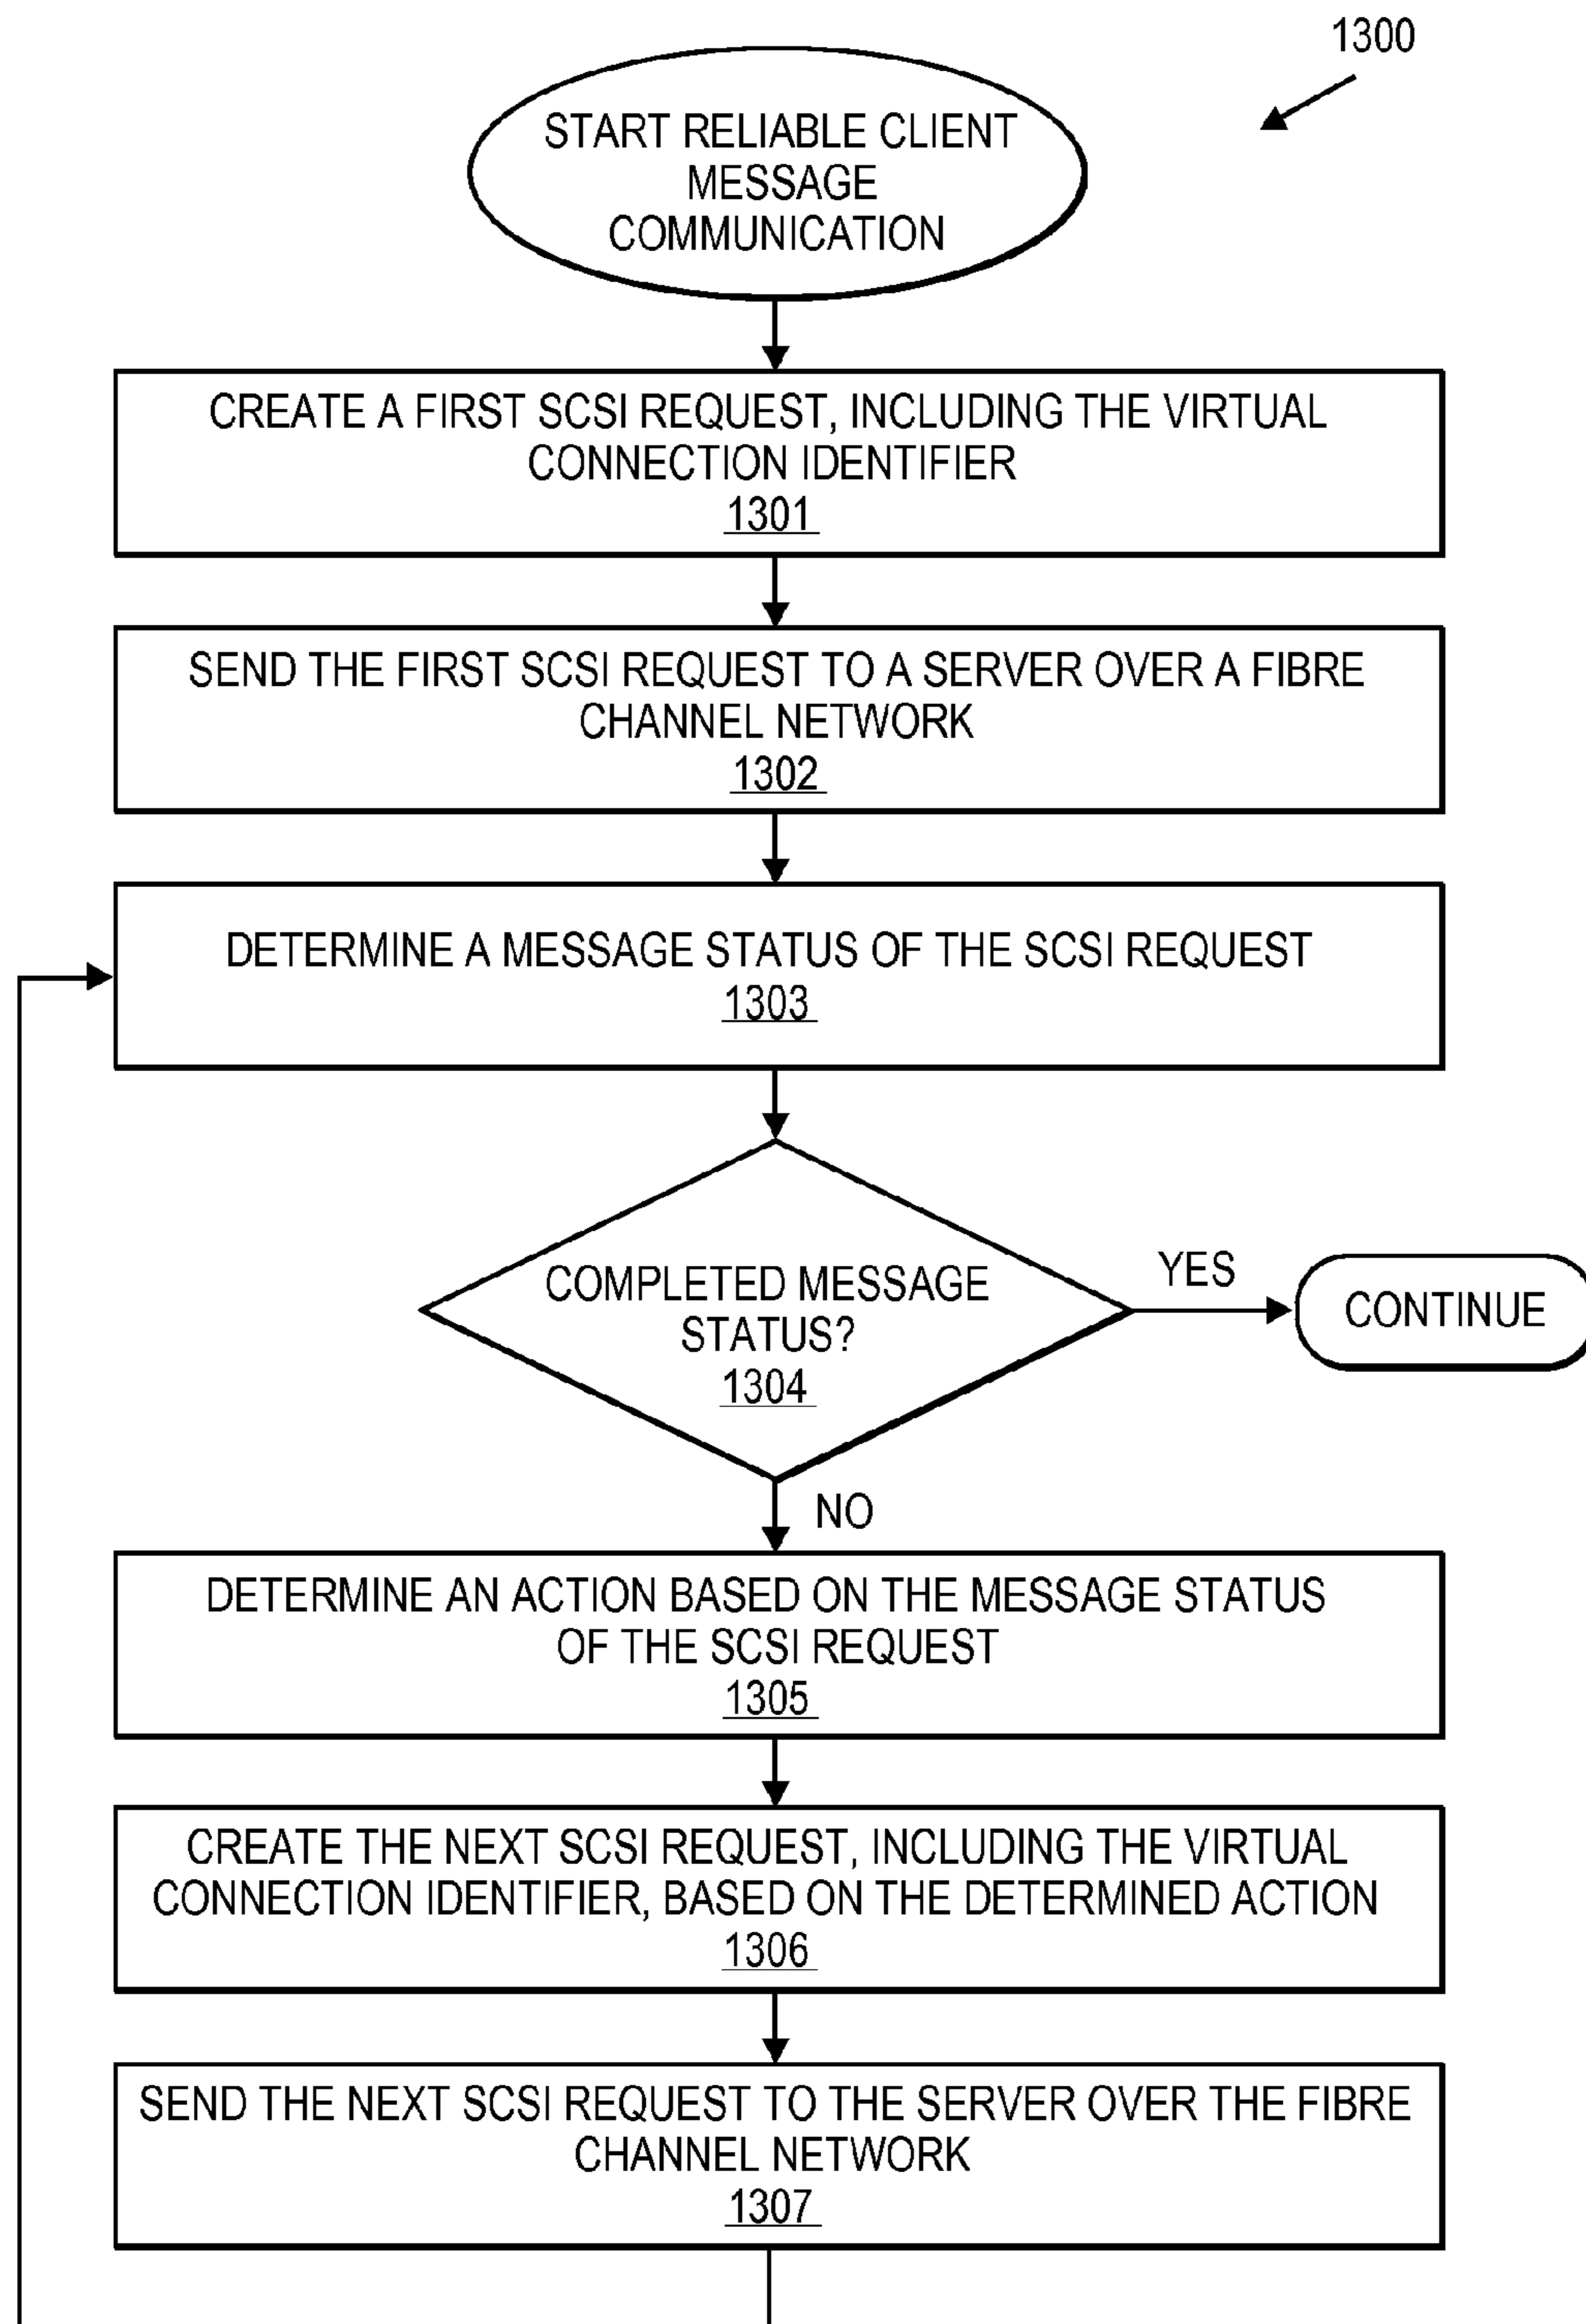 1300
START RELIABLE CLIENT
MESSAGE
COMMUNICATION
CREATE A FIRST SCSI REQUEST, INCLUDING THE VIRTUAL
CONNECTION IDENTIFIER
1301
SEND THE FIRST SCSI REQUEST TO A SERVER OVER A FIBRE
CHANNEL NETWORK
1302
DETERMINE A MESSAGE STATUS OF THE SCSI REQUEST
1303
COMPLETED MESSAGE
STATUS?
1304
YES
CONTINUE
NO
DETERMINE AN ACTION BASED ON THE MESSAGE STATUS
OF THE SCSI REQUEST
1305
CREATE THE NEXT SCSI REQUEST, INCLUDING THE VIRTUAL
CONNECTION IDENTIFIER, BASED ON THE DETERMINED ACTION
1306
SEND THE NEXT SCSI REQUEST TO THE SERVER OVER THE FIBRE
CHANNEL NETWORK
1307